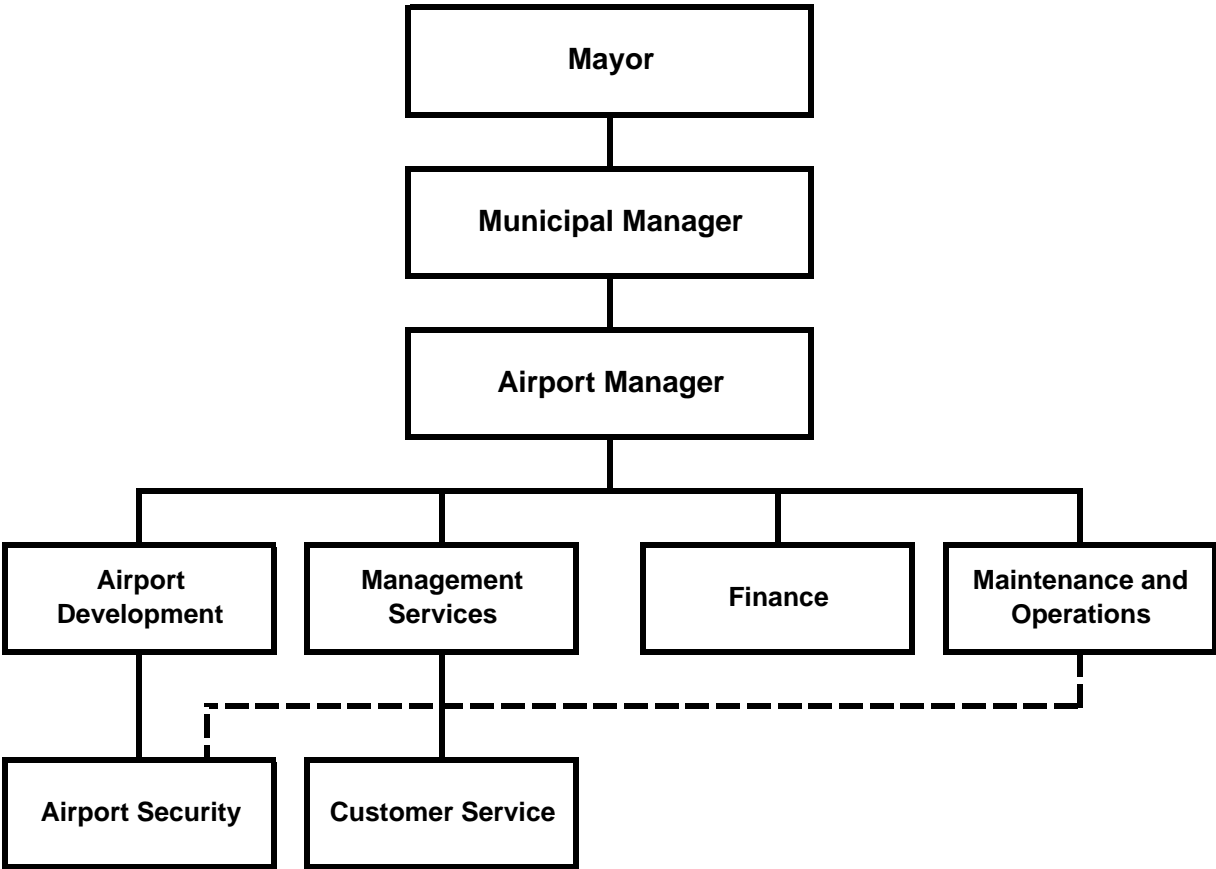 Mayor
Municipal Manager
Airport Manager
Airport
Development
Management
Services
Finance
Maintenance and
Operations
Airport Security
Customer Service